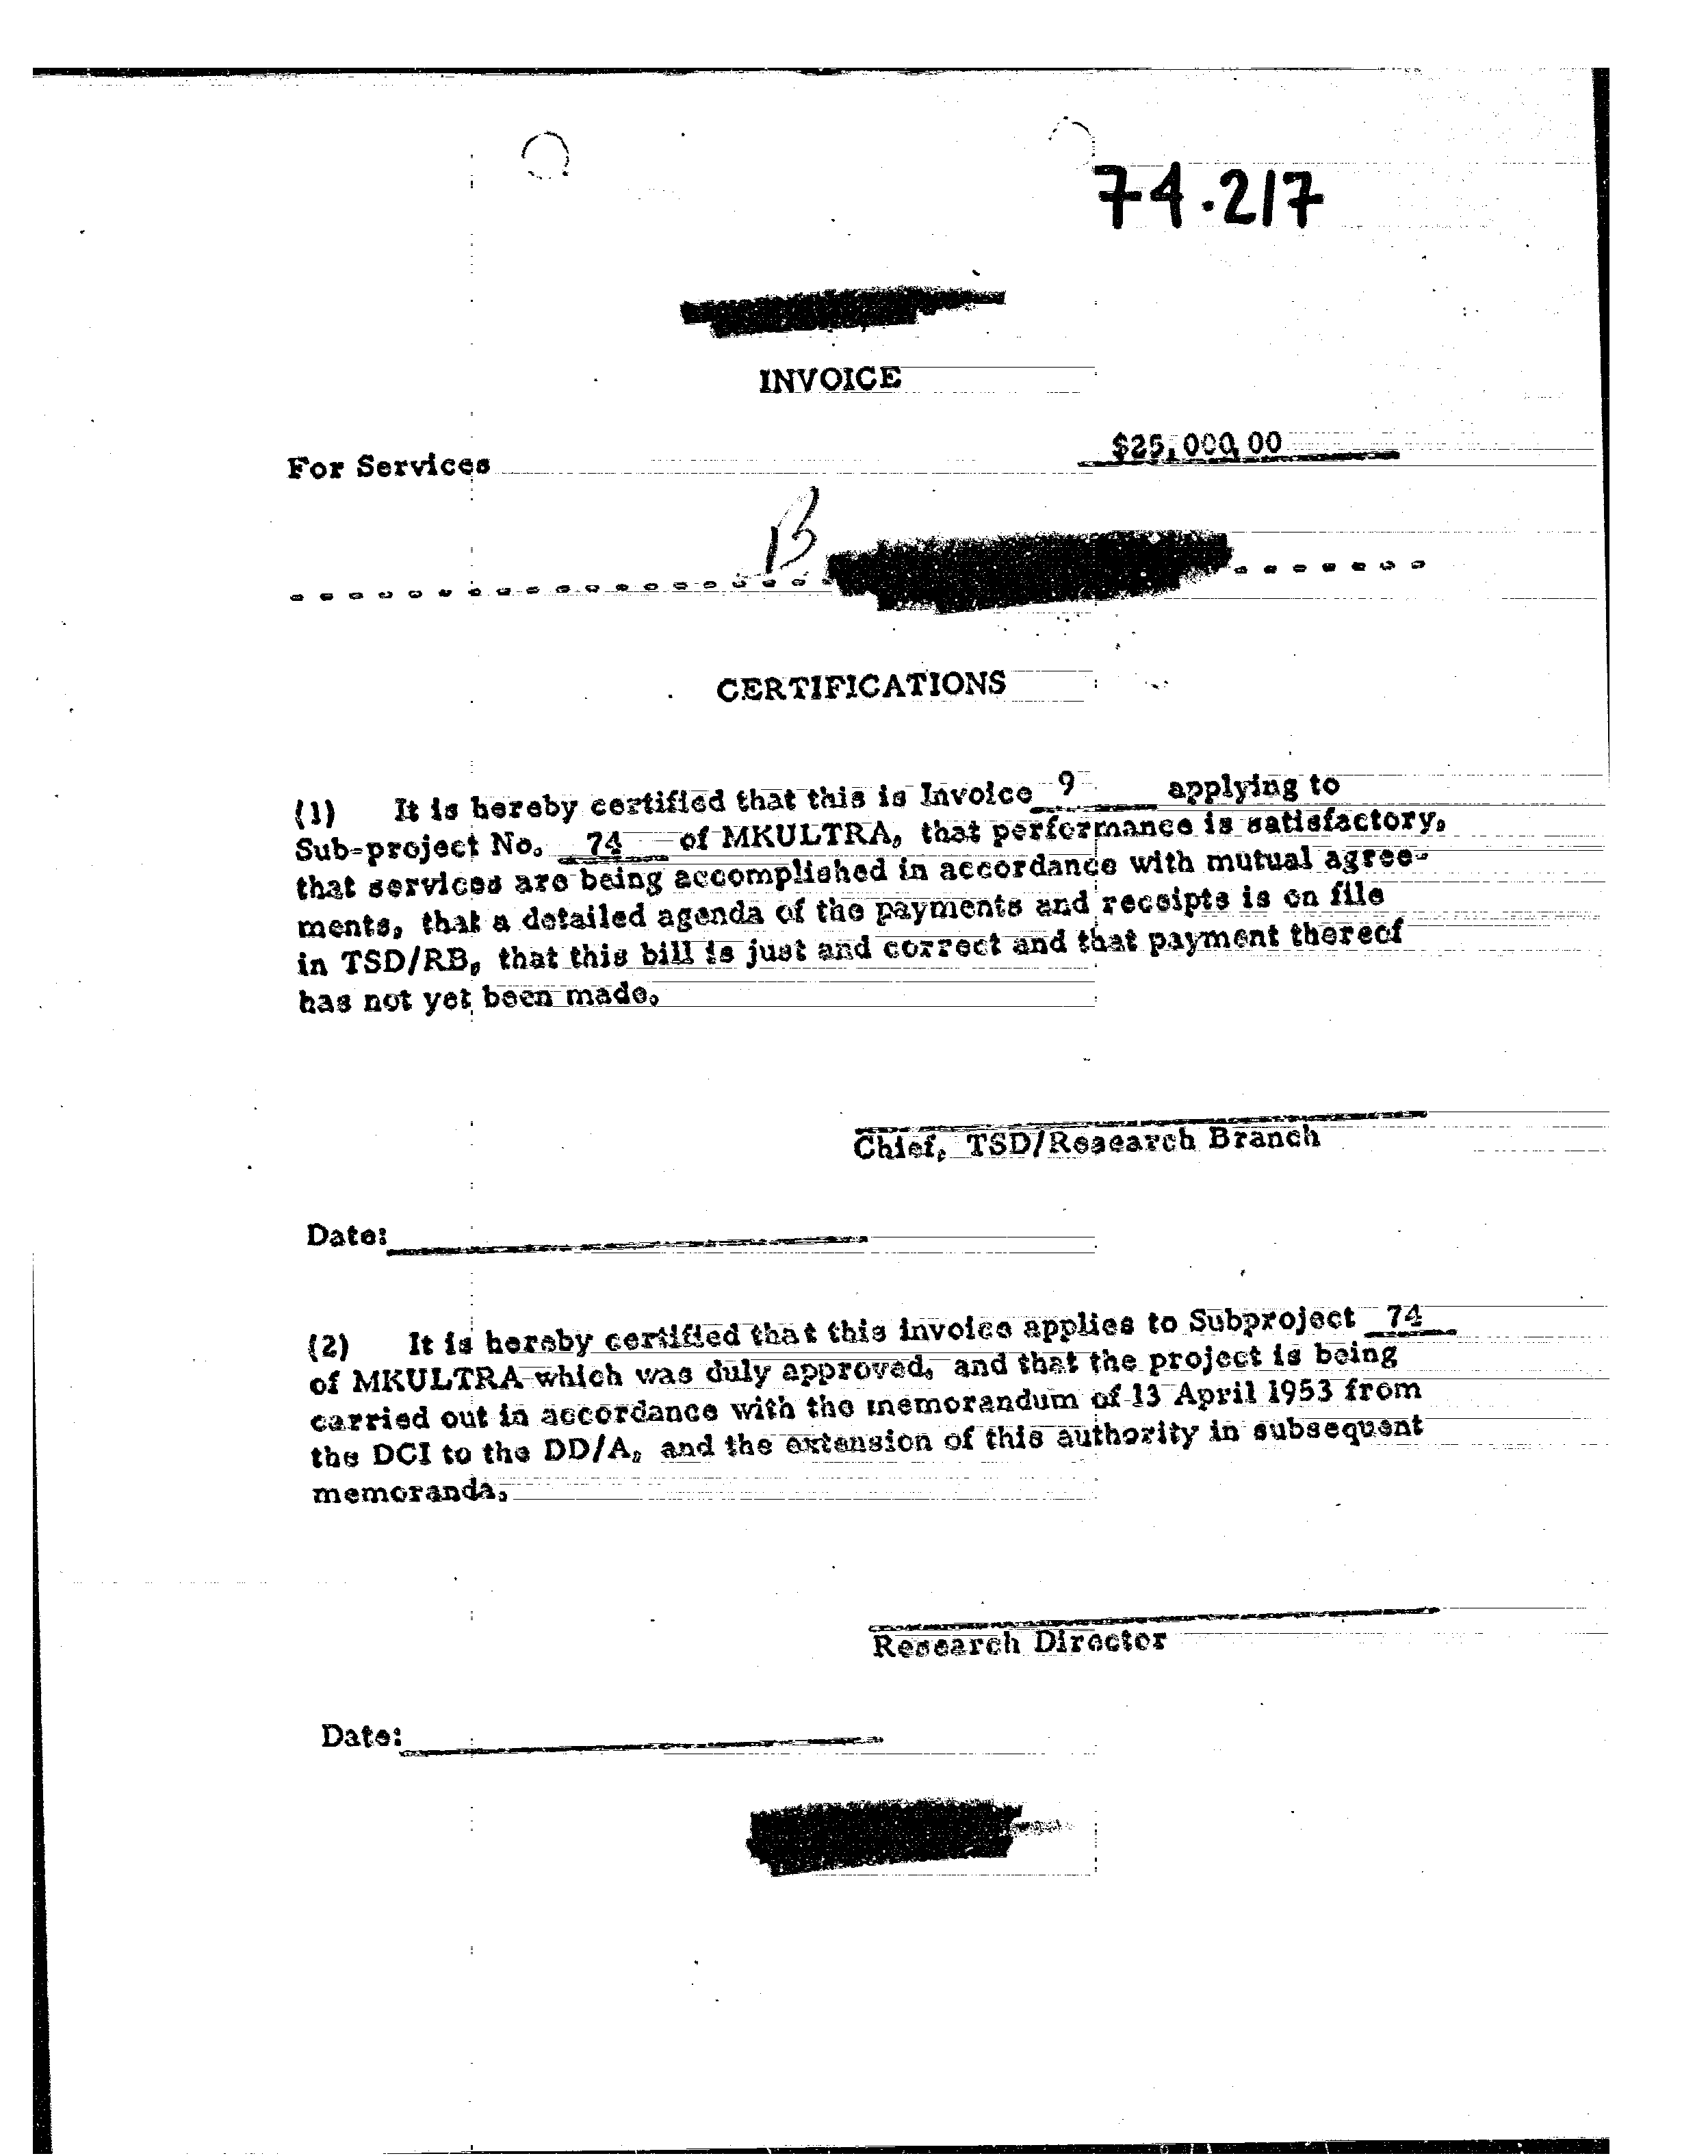 74.217
INVOICE
For Services $25,000.00
B
CERTIFICATIONS
(1) It is hereby certified that this is Invoice 9 applying to
Sub-project No. 74 of MKULTRA, that performance is satisfactory,
that services are being accomplished in accordance with mutual agree-
ments, that a detailed agenda of the payments and receipts is on file
in TSD/RB, that this bill is just and correct and that payment thereof
has not yet been made.
Chief, TSD/Research Branch
Date:
(2) It is hereby certified that this invoice applies to Subproject 74
of MKULTRA which was duly approved, and that the project is being
carried out in accordance with the memorandum of 13 April 1953 from
the DCI to the DD/A, and the extension of this authority in subsequent
memoranda.
Research Director
Date: